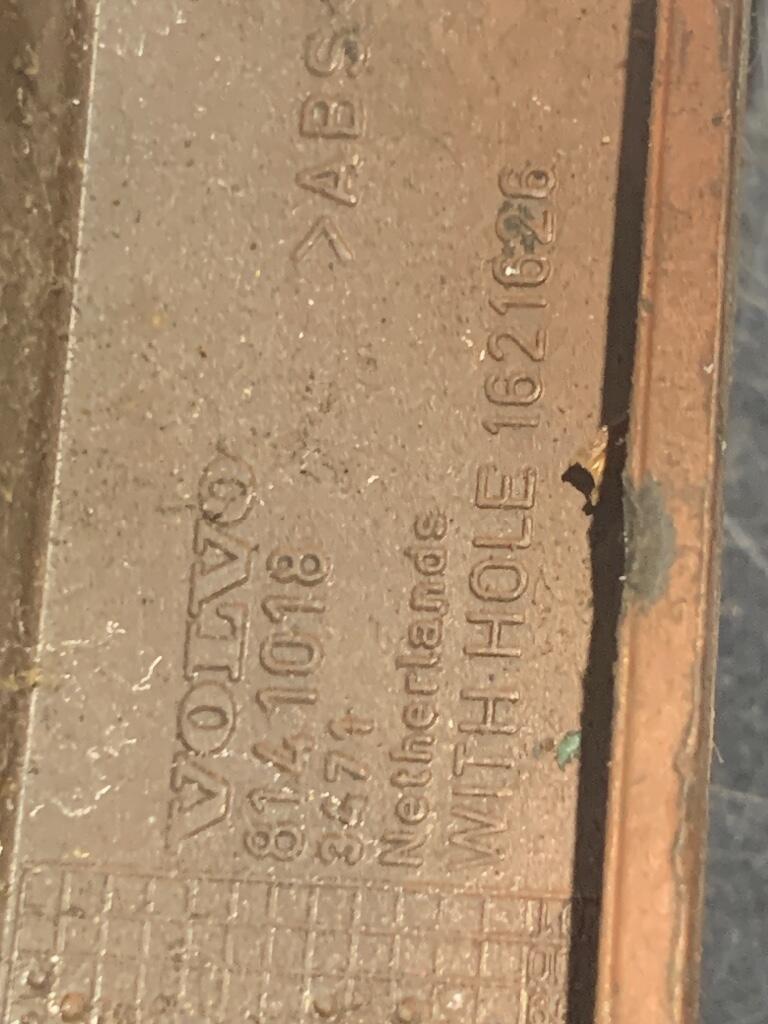 VOLVO
8141018
3471
Netherlands
WITH HOLE 1621626
>ABS